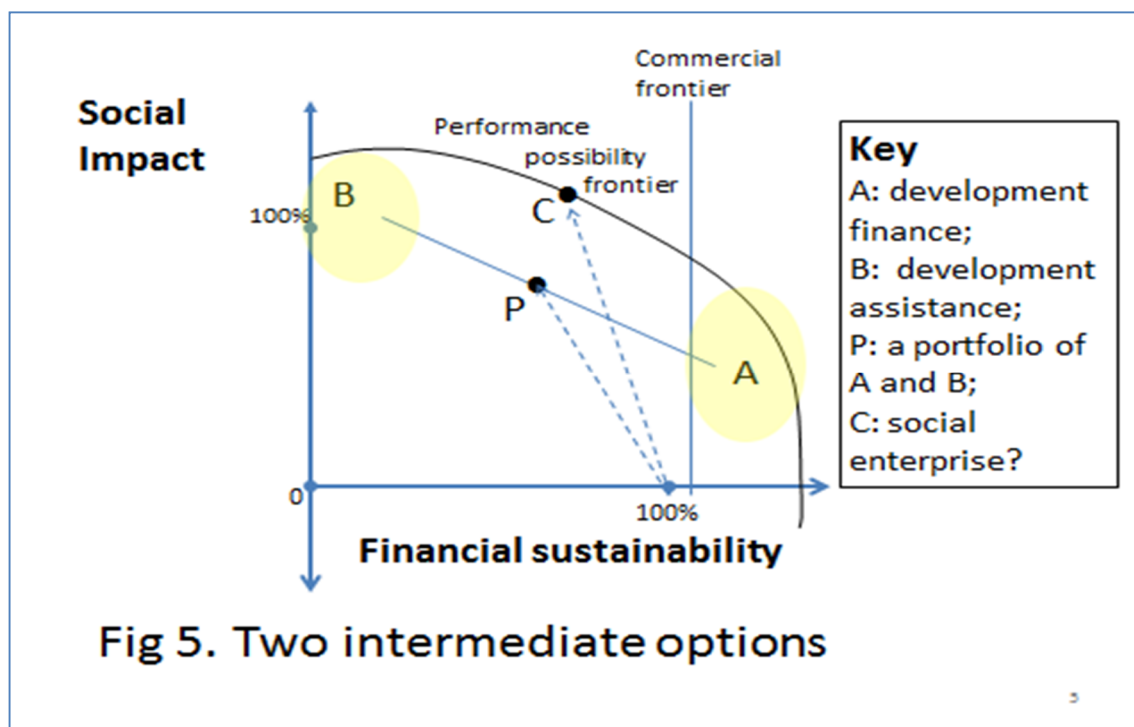 Social
Impact
Commercial
frontier
Performance
possibility
frontier
B
C
100%
P
A
0
100%
Financial sustainability
Key
A: development
finance;
B: development
assistance;
P: a portfolio of
A and B;
C: social
enterprise?
Fig 5. Two intermediate options